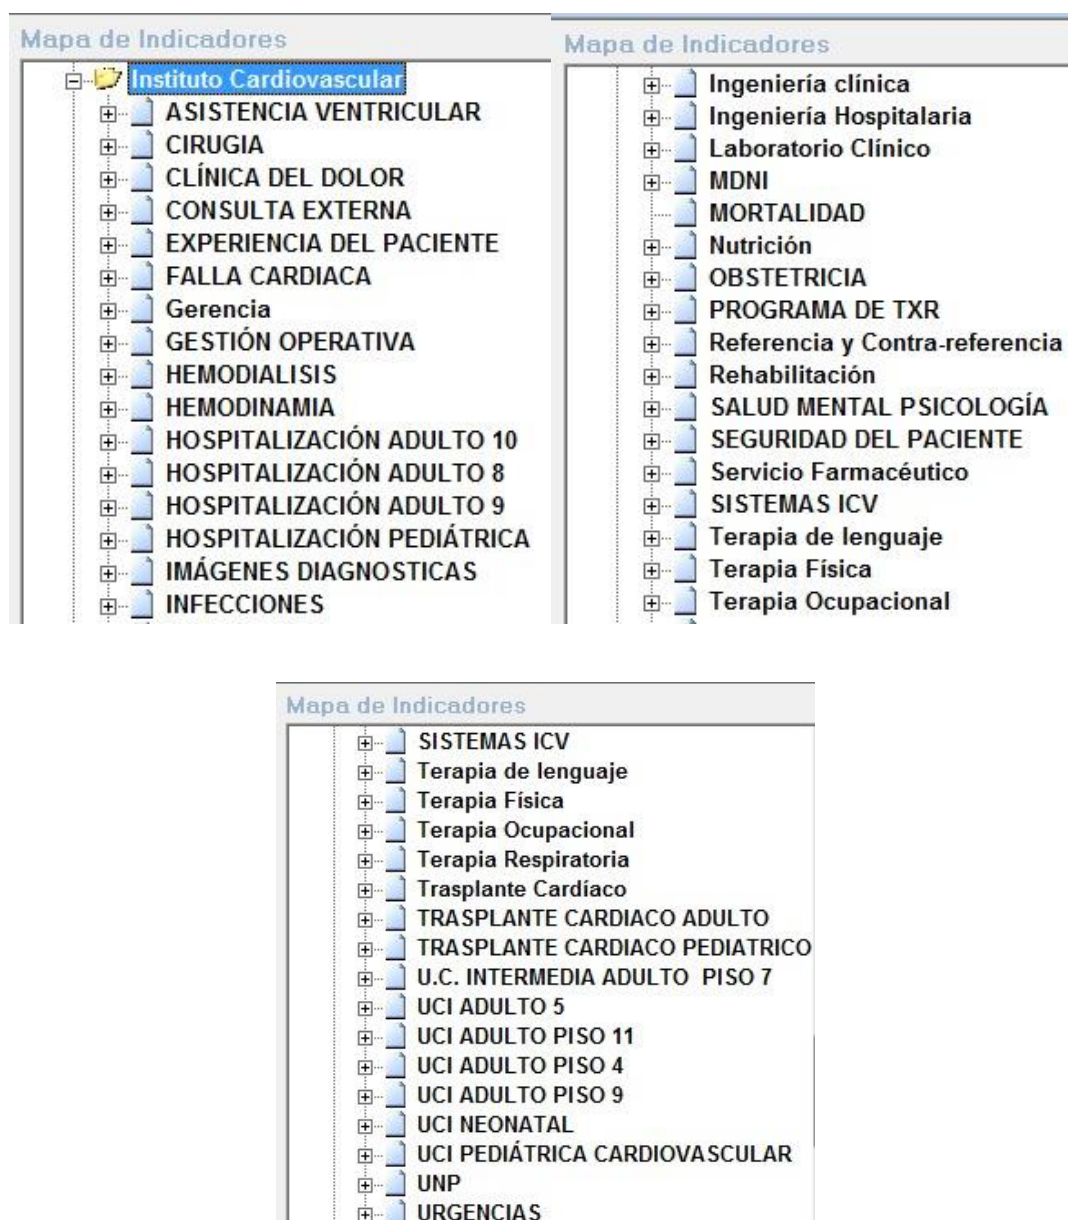 Mapa de Indicadores
Instituto Cardiovascular
ASISTENCIA VENTRICULAR
CIRUGIA
CLÍNICA DEL DOLOR
CONSULTA EXTERNA
EXPERIENCIA DEL PACIENTE
FALLA CARDIACA
Gerencia
GESTIÓN OPERATIVA
HEMODIALISIS
HEMODINAMIA
HOSPITALIZACIÓN ADULTO 10
HOSPITALIZACIÓN ADULTO 8
HOSPITALIZACIÓN ADULTO 9
HOSPITALIZACIÓN PEDIÁTRICA
IMÁGENES DIAGNOSTICAS
INFECCIONES
Mapa de Indicadores
Ingeniería clínica
Ingeniería Hospitalaria
Laboratorio Clínico
MDNI
MORTALIDAD
Nutrición
OBSTETRICIA
PROGRAMA DE TXR
Referencia y Contra-referencia
Rehabilitación
SALUD MENTAL PSICOLOGÍA
SEGURIDAD DEL PACIENTE
Servicio Farmacéutico
SISTEMAS ICV
Terapia de lenguaje
Terapia Física
Terapia Ocupacional
Mapa de Indicadores
SISTEMAS ICV
Terapia de lenguaje
Terapia Física
Terapia Ocupacional
Terapia Respiratoria
Trasplante Cardíaco
TRASPLANTE CARDIACO ADULTO
TRASPLANTE CARDIACO PEDIATRICO
U.C. INTERMEDIA ADULTO  PISO 7
UCI ADULTO 5
UCI ADULTO PISO 11
UCI ADULTO PISO 4
UCI ADULTO PISO 9
UCI NEONATAL
UCI PEDIÁTRICA CARDIOVASCULAR
UNP
URGENCIAS